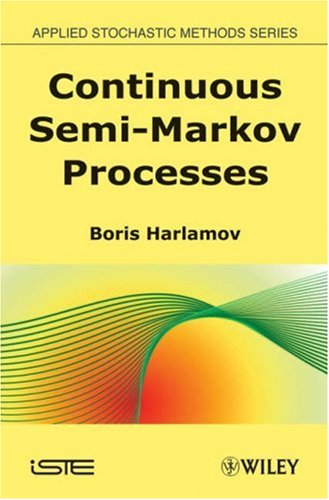 APPLIED STOCHASTIC METHODS SERIES
Continuous
Semi-Markov
Processes
Boris Harlamov
iSTE
WILEY